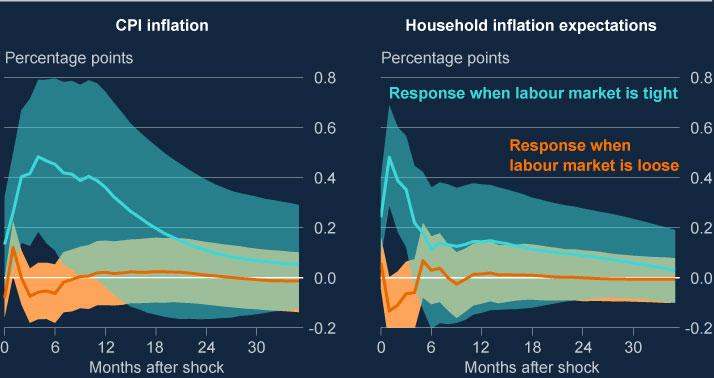 CPI inflation
Household inflation expectations
Percentage points
Percentage points
0.8
0.6
0.4
0.2
0.0
-0.2
0.8
0.6
0.4
0.2
0.0
-0.2
Response when labour market is tight
Response when
labour market is loose
0 6 12 18 24 30
0 6 12 18 24 30
Months after shock
Months after shock